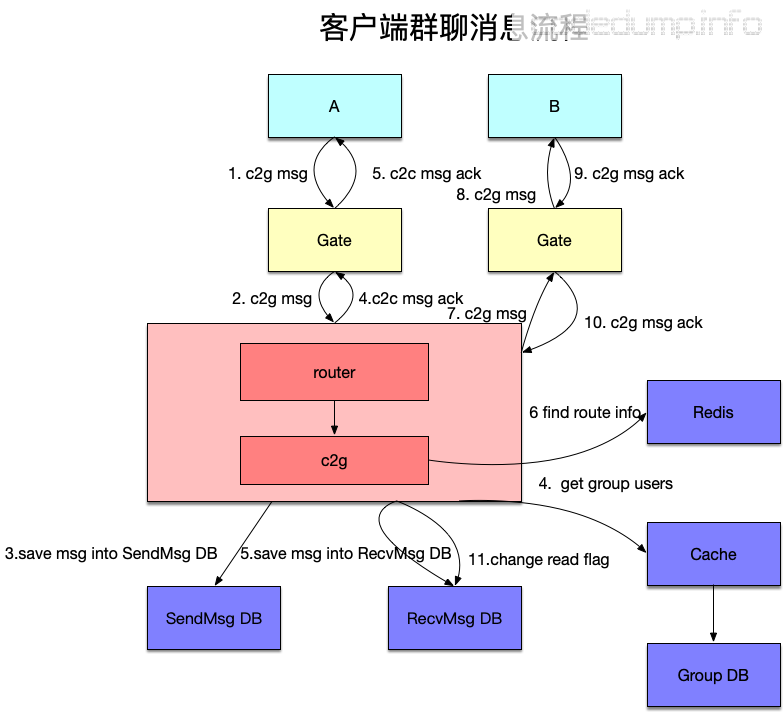 客户端群聊消息流程
A
B
1. c2g msg
5. c2c msg ack
9. c2g msg ack
8. c2g msg
Gate
Gate
2. c2g msg
4.c2c msg ack
7. c2g msg
10. c2g msg ack
router
6 find route info
Redis
c2g
4. get group users
3.save msg into SendMsg DB
5.save msg into RecvMsg DB
11.change read flag
Cache
SendMsg DB
RecvMsg DB
Group DB